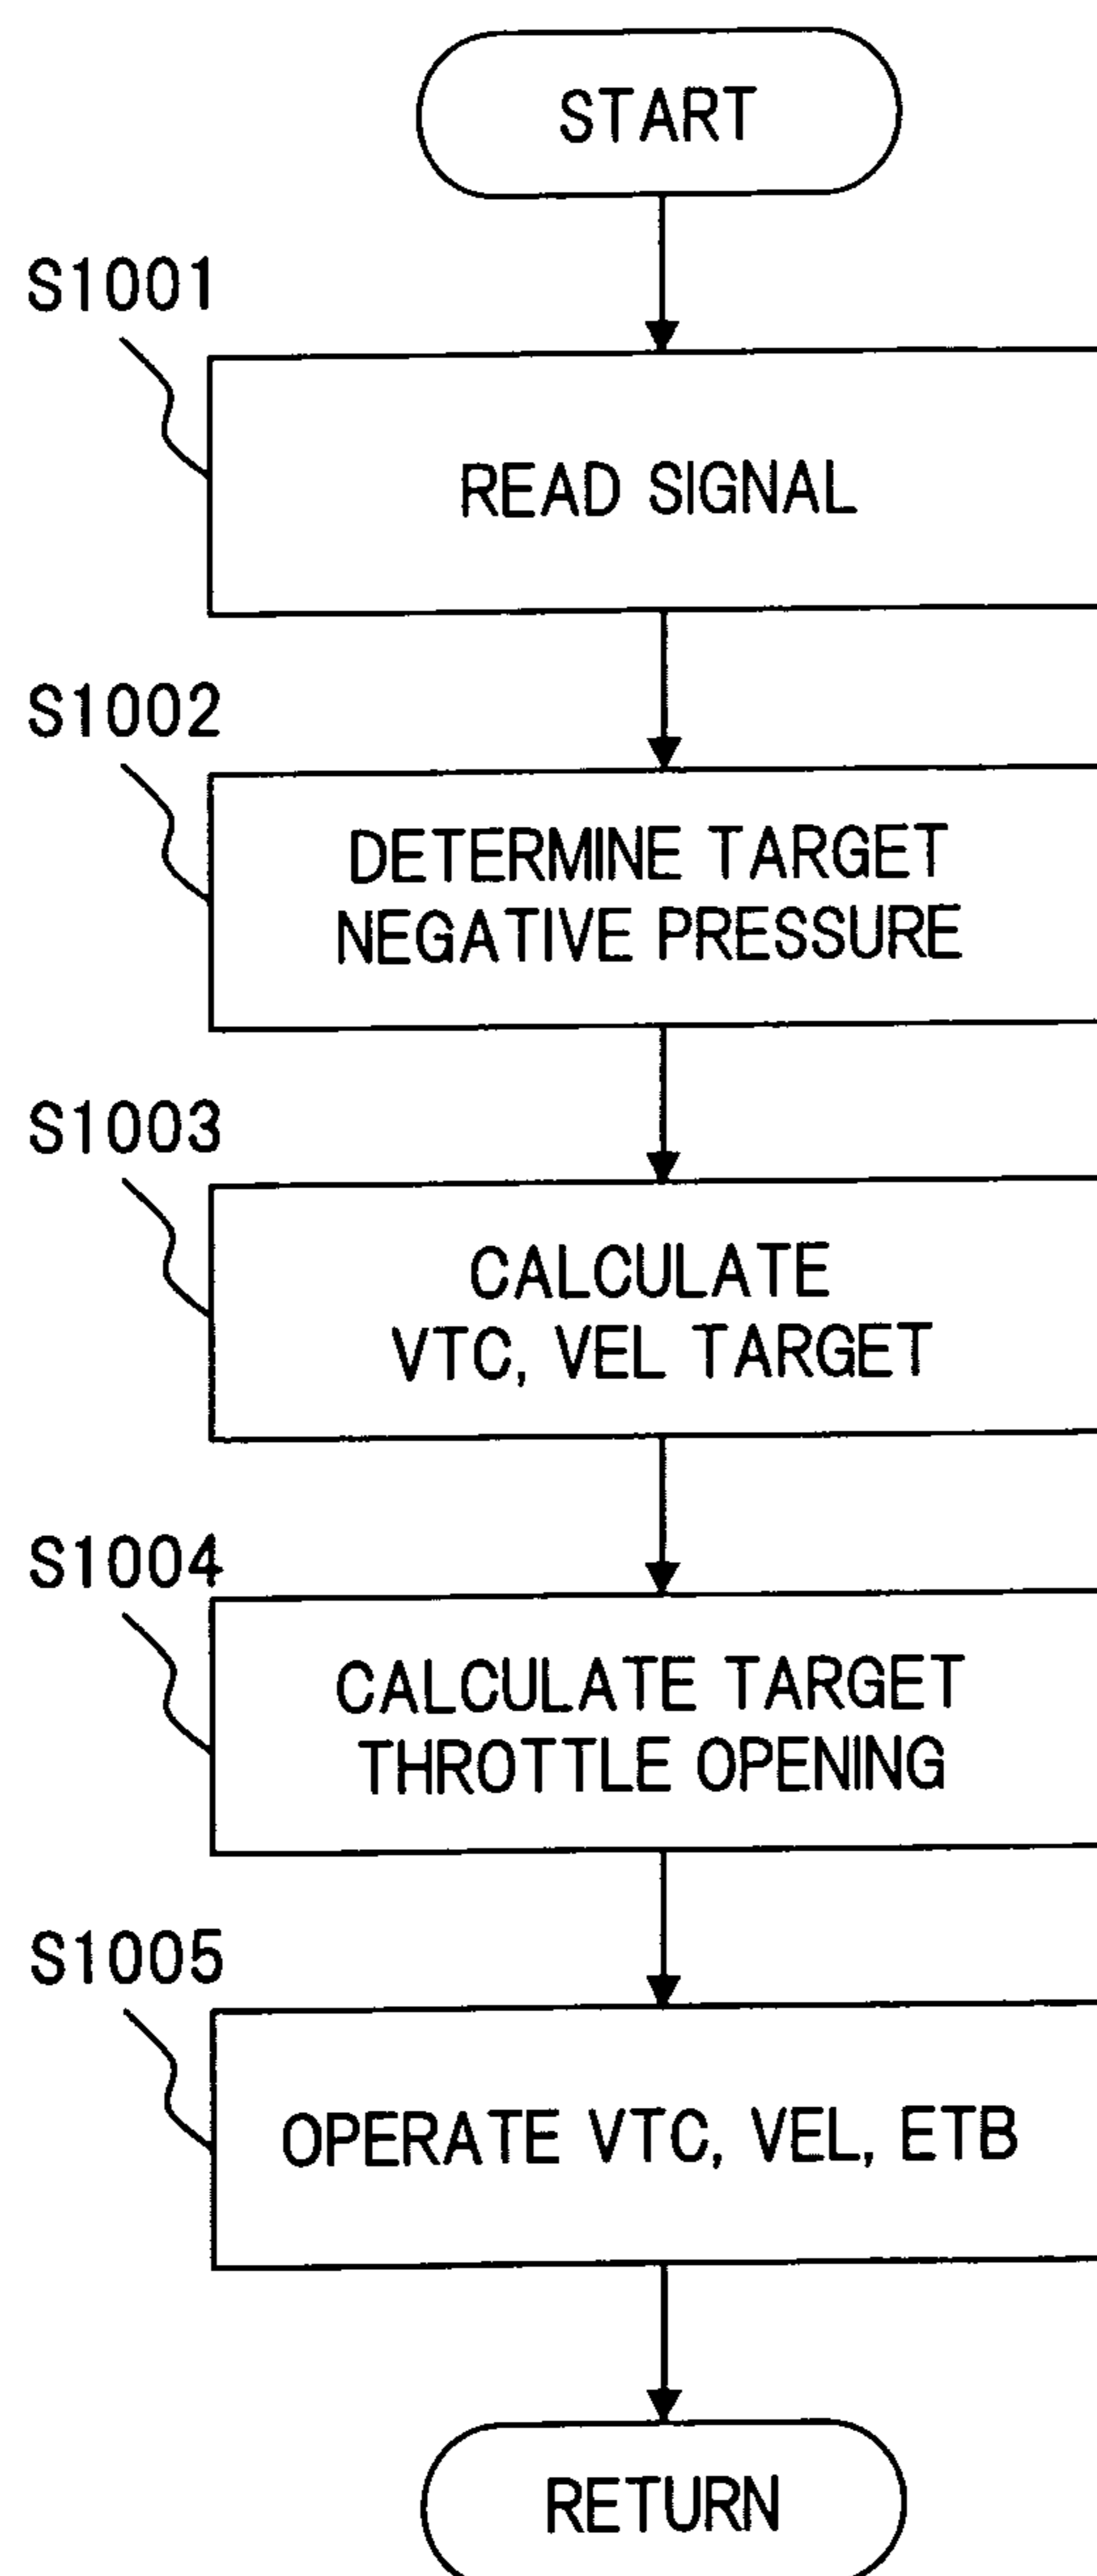 START
S1001
READ SIGNAL
S1002
DETERMINE TARGET
NEGATIVE PRESSURE
S1003
CALCULATE
VTC, VEL TARGET
S1004
CALCULATE TARGET
THROTTLE OPENING
S1005
OPERATE VTC, VEL, ETB
RETURN